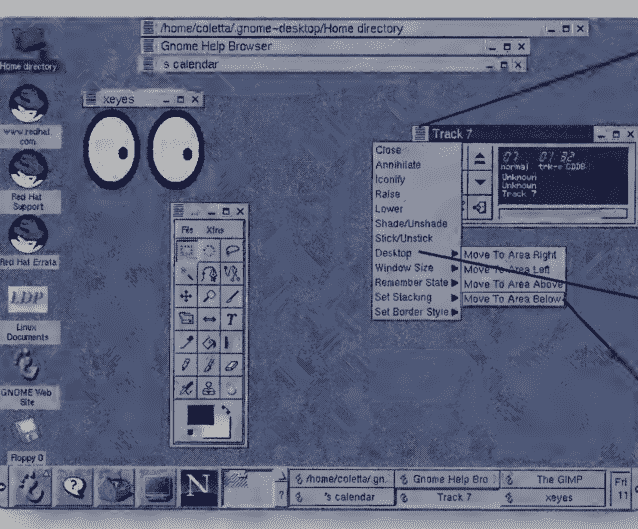 /home/coletta/.gnome-desktop/Home directory
Gnome Help Browser
's calendar
Home directory
xeyes
www.redhat.
com
Red Hat
Support
Red Hat Errata
LDP
Linux
Documents
GNOME Web
Site
Floppy 0
File Xtns
T
Track 7
Close
Annihilate
Iconify
Raise
Lower
Shade/Unshade
Stick/Unstick
Desktop
Window Size
Remember State
Set Stacking
Set Border Style
Move To Area Right
Move To Area Left
Move To Area Above
Move To Area Below
Unknown
Unknown
Track 7
N
?
/home/coletta/.gn.
Gnome Help Bro
The GIMP
's calendar
Track 7
xeyes
Fri
11